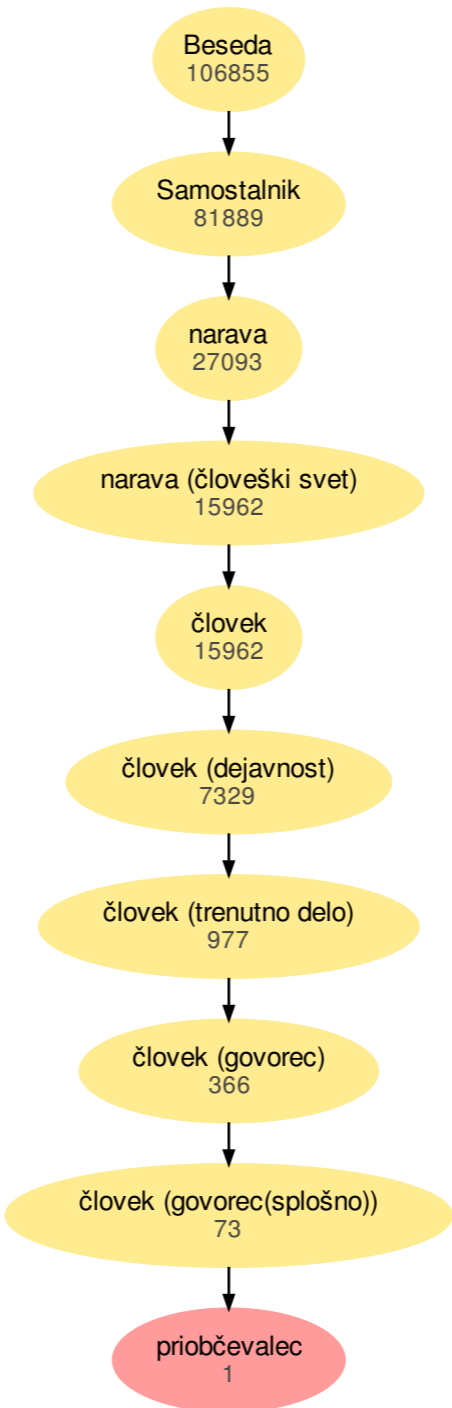 Beseda
106855
Samostalnik
81889
narava
27093
narava (človeški svet)
15962
človek
15962
človek (dejavnost)
7329
človek (trenutno delo)
977
človek (govorec)
366
človek (govorec(splošno))
73
priobčevalec
1